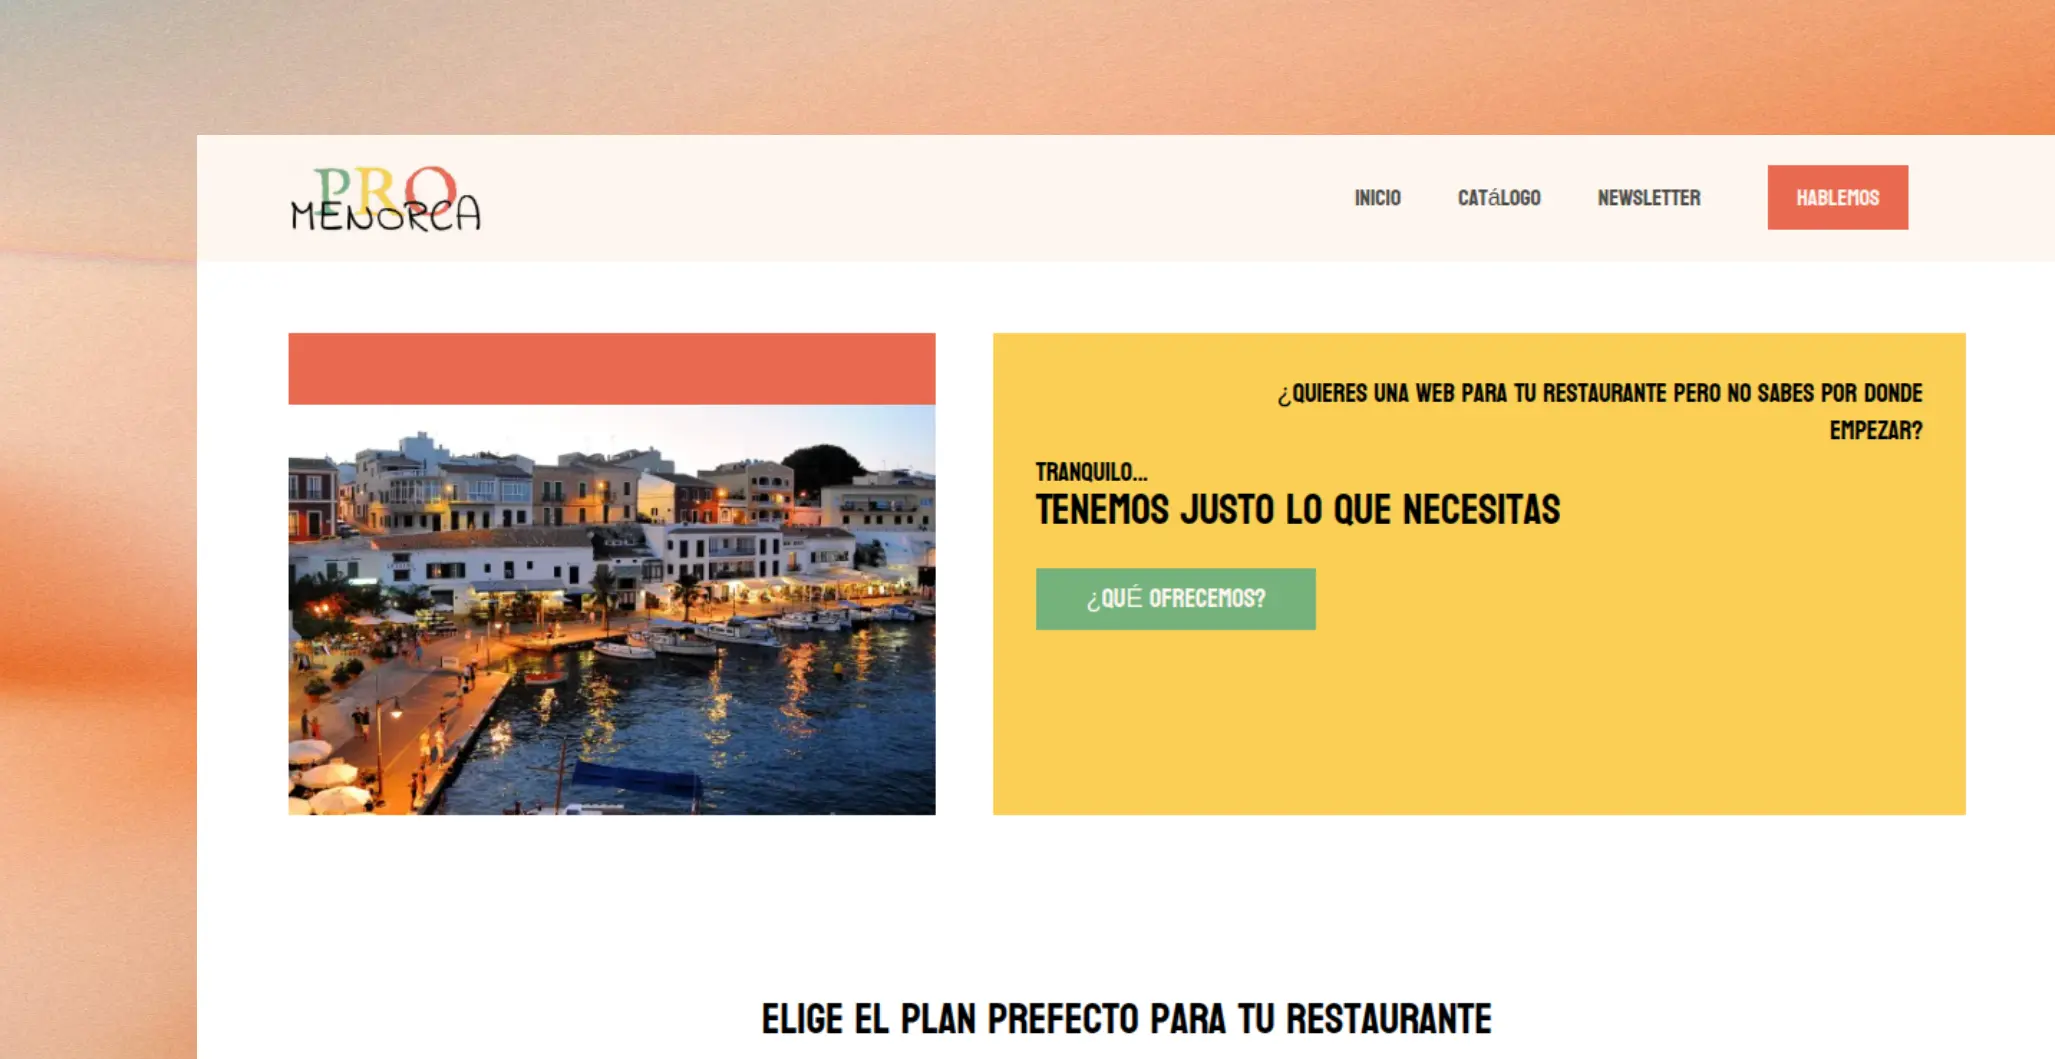 PRO
MENORCA
INICIO CATáLOGO NEWSLETTER HABLEMOS
¿QUIERES UNA WEB PARA TU RESTAURANTE PERO NO SABES POR DONDE
EMPEZAR?
TRANQUILO...
TENEMOS JUSTO LO QUE NECESITAS
¿QUÉ OFRECEMOS?
ELIGE EL PLAN PREFECTO PARA TU RESTAURANTE